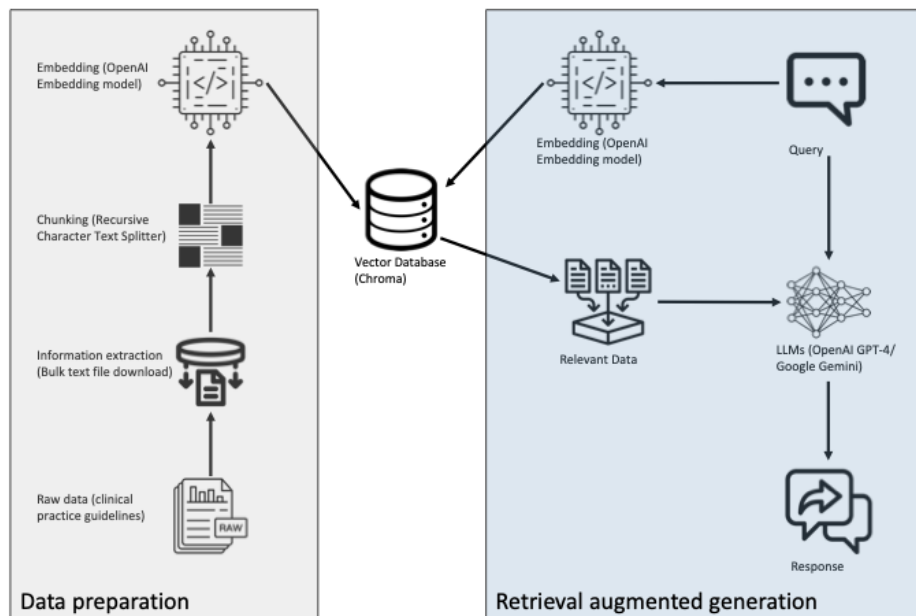 Embedding (OpenAI
Embedding model)
Chunking (Recursive
Character Text Splitter)
Information extraction
(Bulk text file download)
Raw data (clinical
practice guidelines)
RAW
Data preparation
Vector Database
(Chroma)
Embedding (OpenAI
Embedding model)
Query
Relevant Data
LLMs (OpenAI GPT-4/
Google Gemini)
Response
Retrieval augmented generation